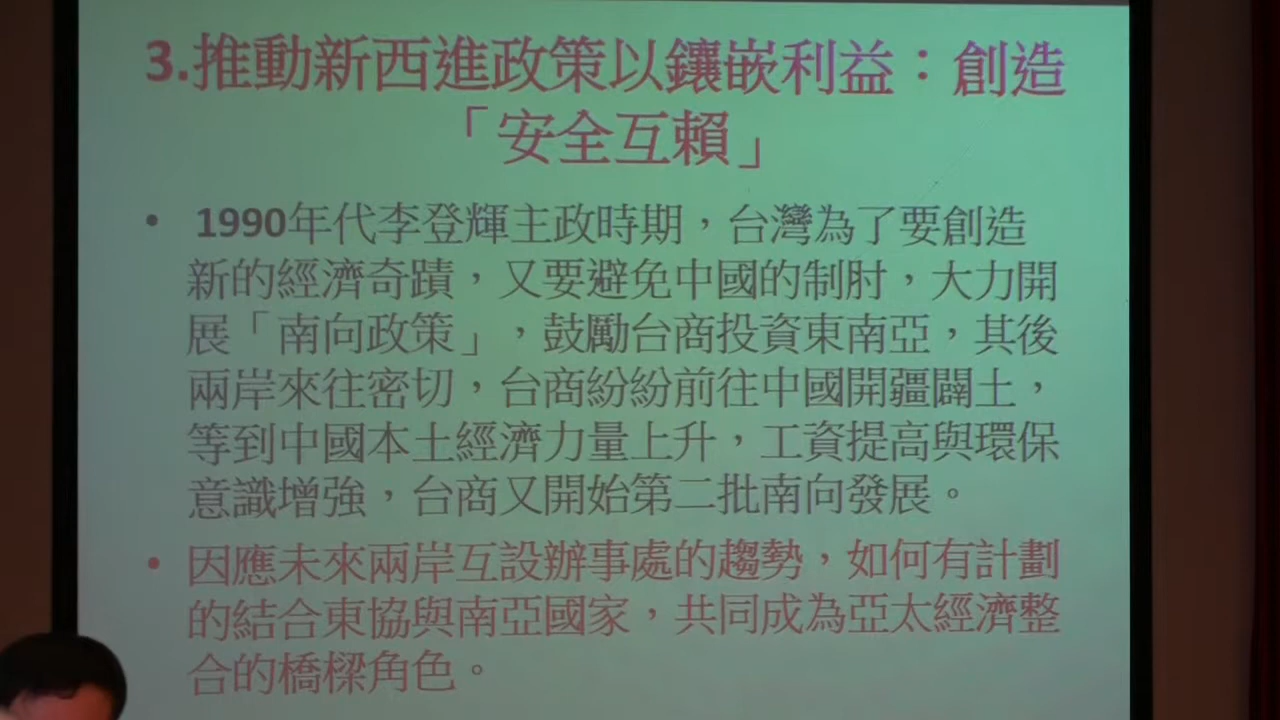 3.推動新西進政策以鑲嵌利益：創造
「安全互賴」
• 1990年代李登輝主政時期，台灣為了要創造
新的經濟奇蹟，又要避免中國的制肘，大力開
展「南向政策」，鼓勵台商投資東南亞，其後
兩岸來往密切，台商紛紛前往中國開疆闢土，
等到中國本土經濟力量上升，工資提高與環保
意識增強，台商又開始第二批南向發展。
• 因應未來兩岸互設辦事處的趨勢，如何有計劃
的結合東協與南亞國家，共同成為亞太經濟整
合的橋樑角色。